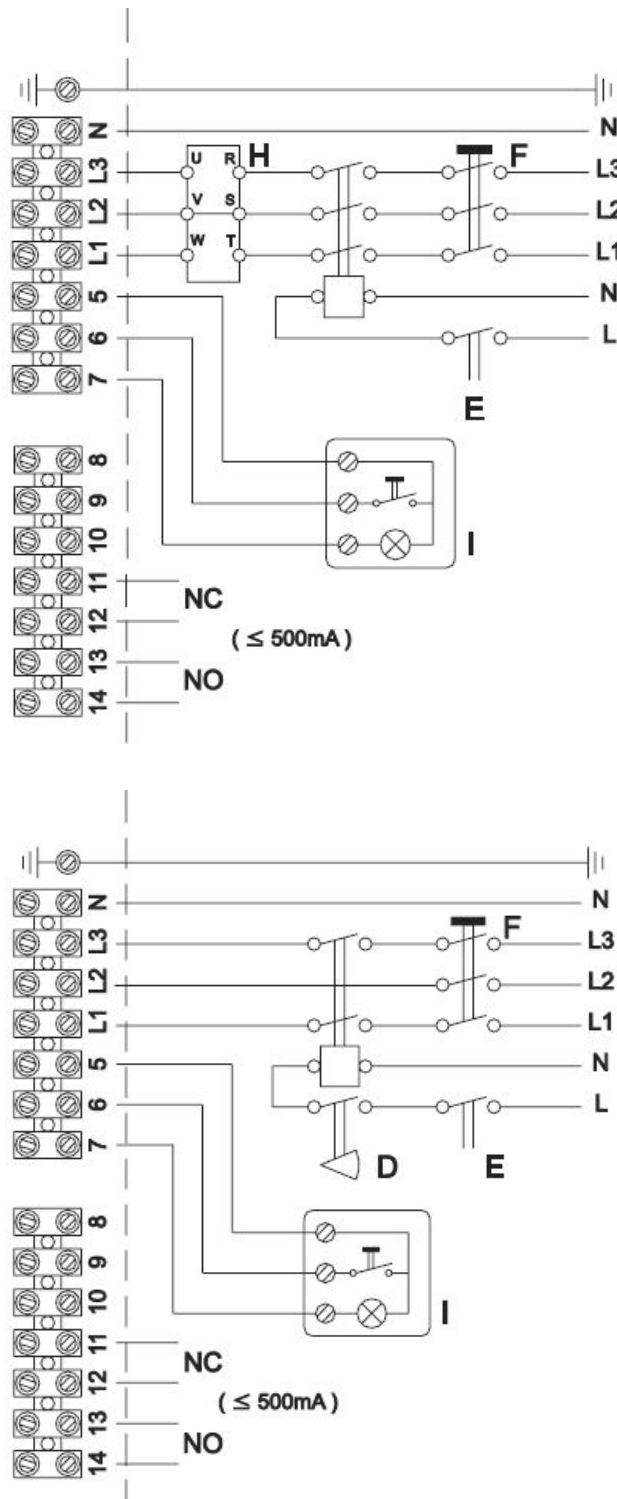 N N
L3 U R H F L3
L2 V S L2
L1 W T L1
5 N
6 L
7 E
8
9
10 I
11
NC
12
( ≤ 500mA )
13
NO
14
N N
L3 F L3
L2 L2
L1 L1
5 N
6 L
7 D E
8
9
10 I
11
NC
12
( ≤ 500mA )
13
NO
14